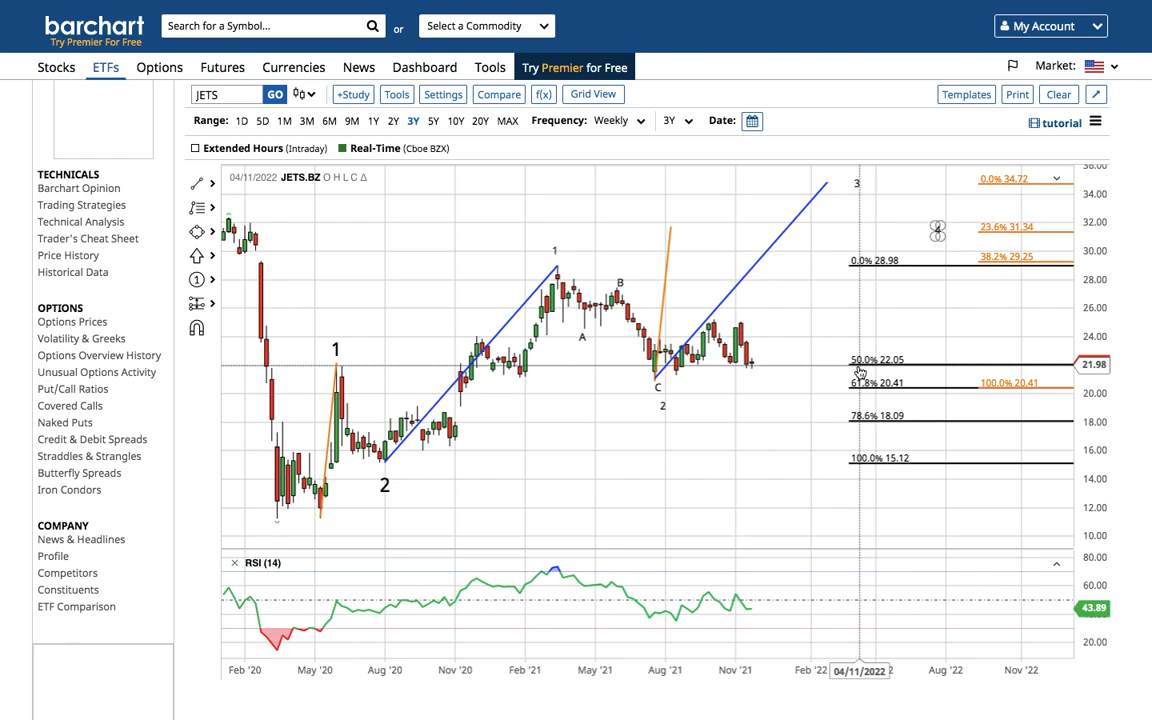 barchart
Try Premier For Free
Search for a Symbol...
or
Select a Commodity
My Account
Stocks ETFs Options Futures Currencies News Dashboard Tools Try Premier for Free
Market:
JETS GO +Study Tools Settings Compare f(x) Grid View Templates Print Clear
Range: 1D 5D 1M 3M 6M 9M 1Y 2Y 3Y 5Y 10Y 20Y MAX Frequency: Weekly 3Y Date:
tutorial
Extended Hours (Intraday) Real-Time (Cboe BZX)
TECHNICALS
Barchart Opinion
Trading Strategies
Technical Analysis
Trader's Cheat Sheet
Price History
Historical Data
OPTIONS
Options Prices
Volatility & Greeks
Options Overview History
Unusual Options Activity
Put/Call Ratios
Covered Calls
Naked Puts
Credit & Debit Spreads
Straddles & Strangles
Butterfly Spreads
Iron Condors
COMPANY
News & Headlines
Profile
Competitors
Constituents
ETF Comparison
04/11/2022 JETS.BZ O H L C Δ
1
1
2
1
A
B
C
2
3
0.0% 34.72
23.6% 31.34
38.2% 29.25
0.0% 28.98
50.0% 22.05
61.8% 20.41
100.0% 20.41
78.6% 18.09
100.0% 15.12
36.00
34.00
32.00
30.00
28.00
26.00
24.00
21.98
20.00
18.00
16.00
14.00
12.00
10.00
RSI (14)
80.00
60.00
43.89
20.00
Feb '20 May '20 Aug '20 Nov '20 Feb '21 May '21 Aug '21 Nov '21 Feb '22 04/11/2022 Aug '22 Nov '22